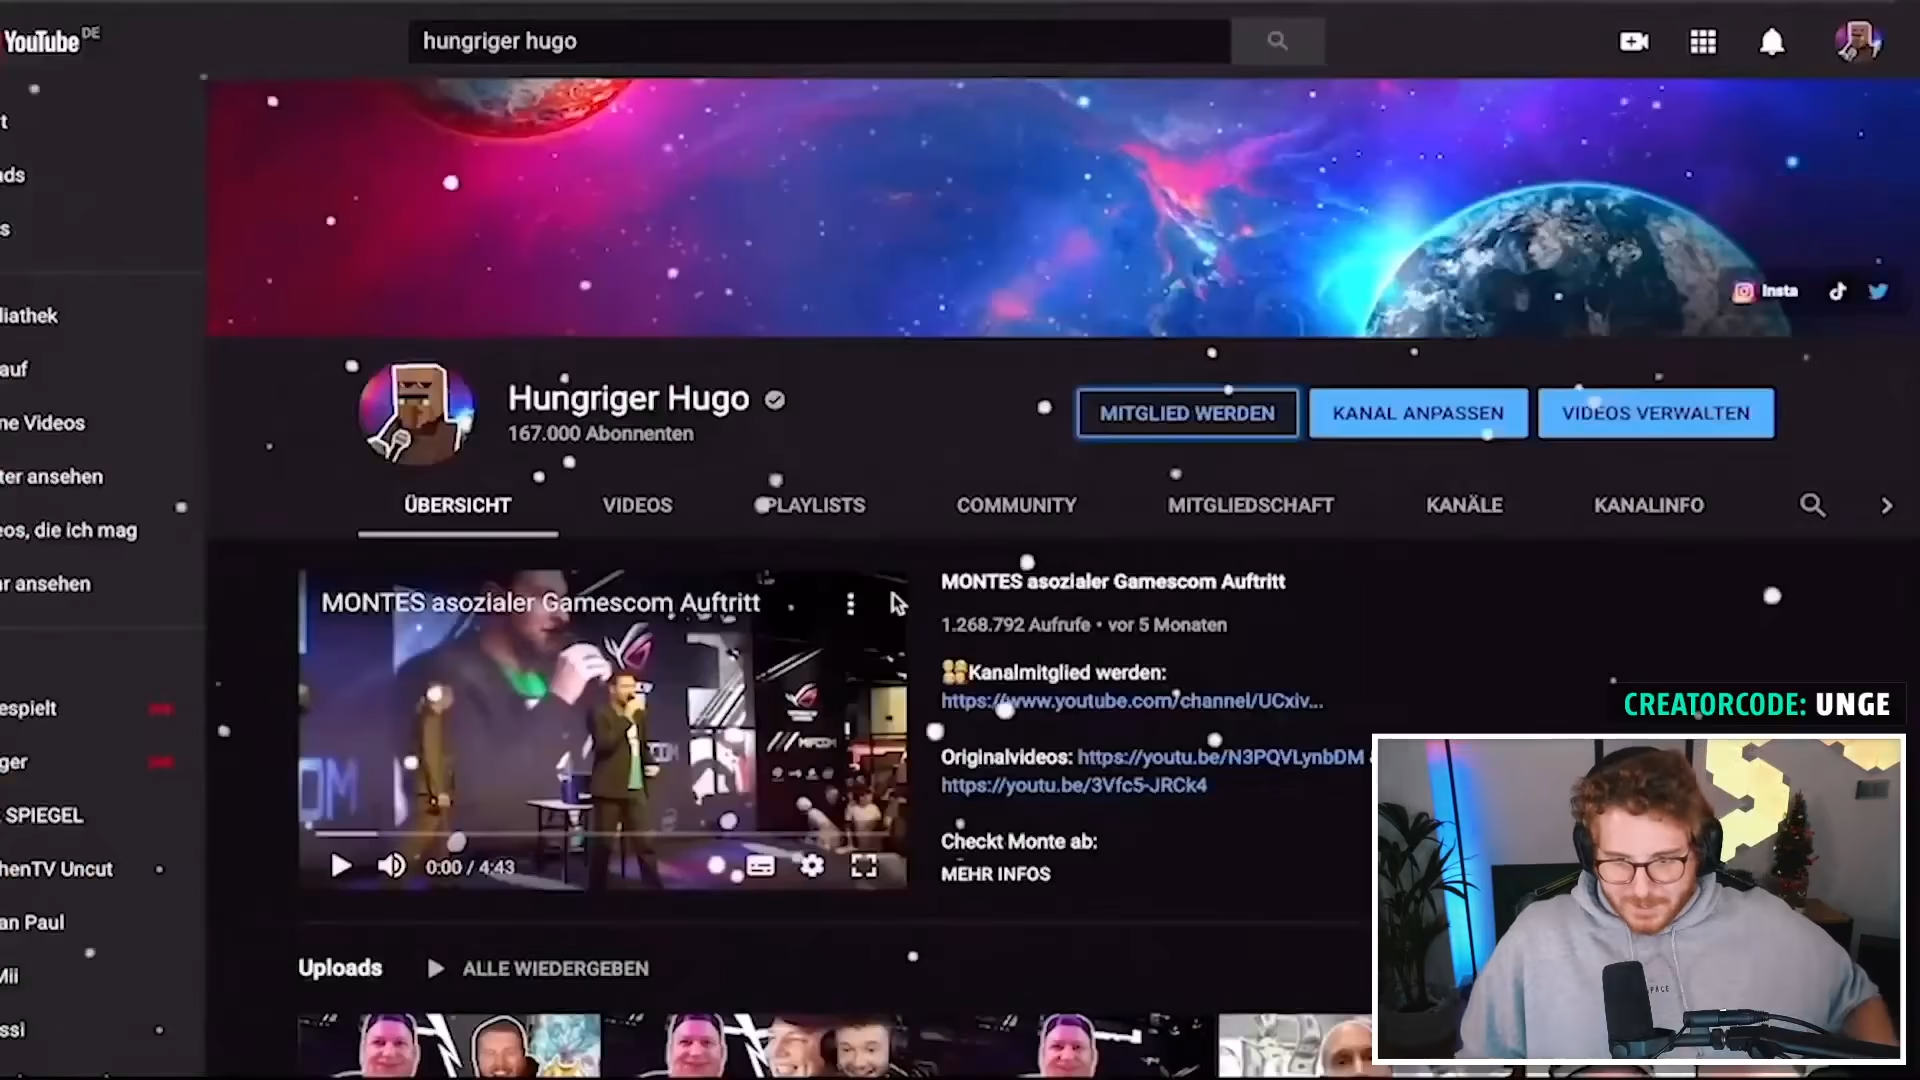 YouTube DE
hungriger hugo
Insta
Hungriger Hugo
167.000 Abonnenten
MITGLIED WERDEN
KANAL ANPASSEN
VIDEOS VERWALTEN
ÜBERSICHT
VIDEOS
PLAYLISTS
COMMUNITY
MITGLIEDSCHAFT
KANÄLE
KANALINFO
t
ds
s
liathek
auf
ne Videos
ter ansehen
eos, die ich mag
r ansehen
espielt
ger
SPIEGEL
henTV Uncut
an Paul
Mii
ssi
MONTES asozialer Gamescom Auftritt
0:00 / 4:43
MONTES asozialer Gamescom Auftritt
1.268.792 Aufrufe • vor 5 Monaten
Kanalmitglied werden:
https://www.youtube.com/channel/UCxiv...
Originalvideos: https://youtu.be/N3PQVLynbDM
https://youtu.be/3Vfc5-JRCk4
Checkt Monte ab:
MEHR INFOS
Uploads
ALLE WIEDERGEBEN
CREATORCODE: UNGE